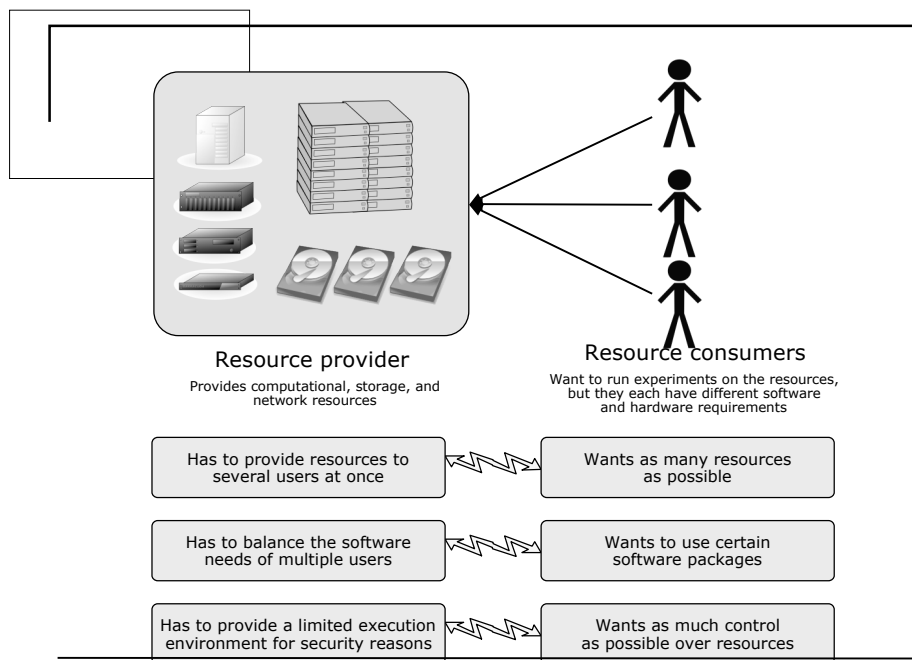 Resource provider
Provides computational, storage, and
network resources
Resource consumers
Want to run experiments on the resources,
but they each have different software
and hardware requirements
Has to provide resources to
several users at once
Wants as many resources
as possible
Has to balance the software
needs of multiple users
Wants to use certain
software packages
Has to provide a limited execution
environment for security reasons
Wants as much control
as possible over resources